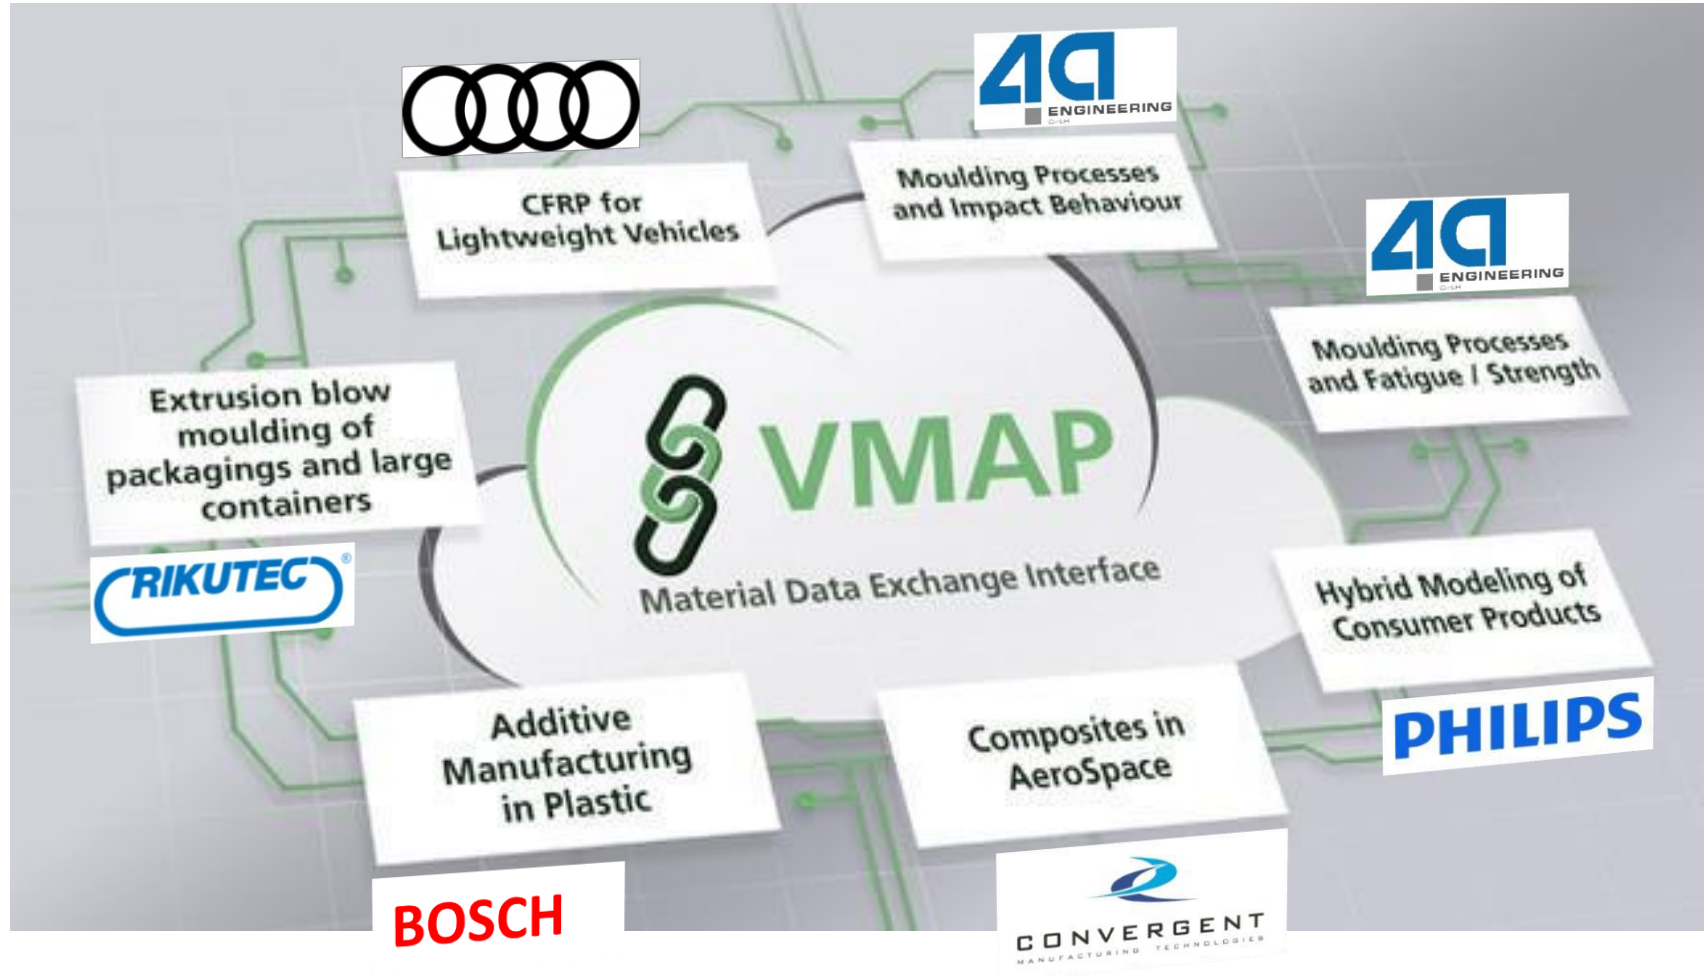 4a
ENGINEERING
CFRP for
Lightweight Vehicles
Moulding Processes
and Impact Behaviour
4a
ENGINEERING
Moulding Processes
and Fatigue / Strength
Extrusion blow
moulding of
packagings and large
containers
RIKUTEC®
VMAP
Material Data Exchange Interface
Hybrid Modeling of
Consumer Products
PHILIPS
Additive
Manufacturing
in Plastic
BOSCH
Composites in
AeroSpace
CONVERGENT
MANUFACTURING TECHNOLOGIES